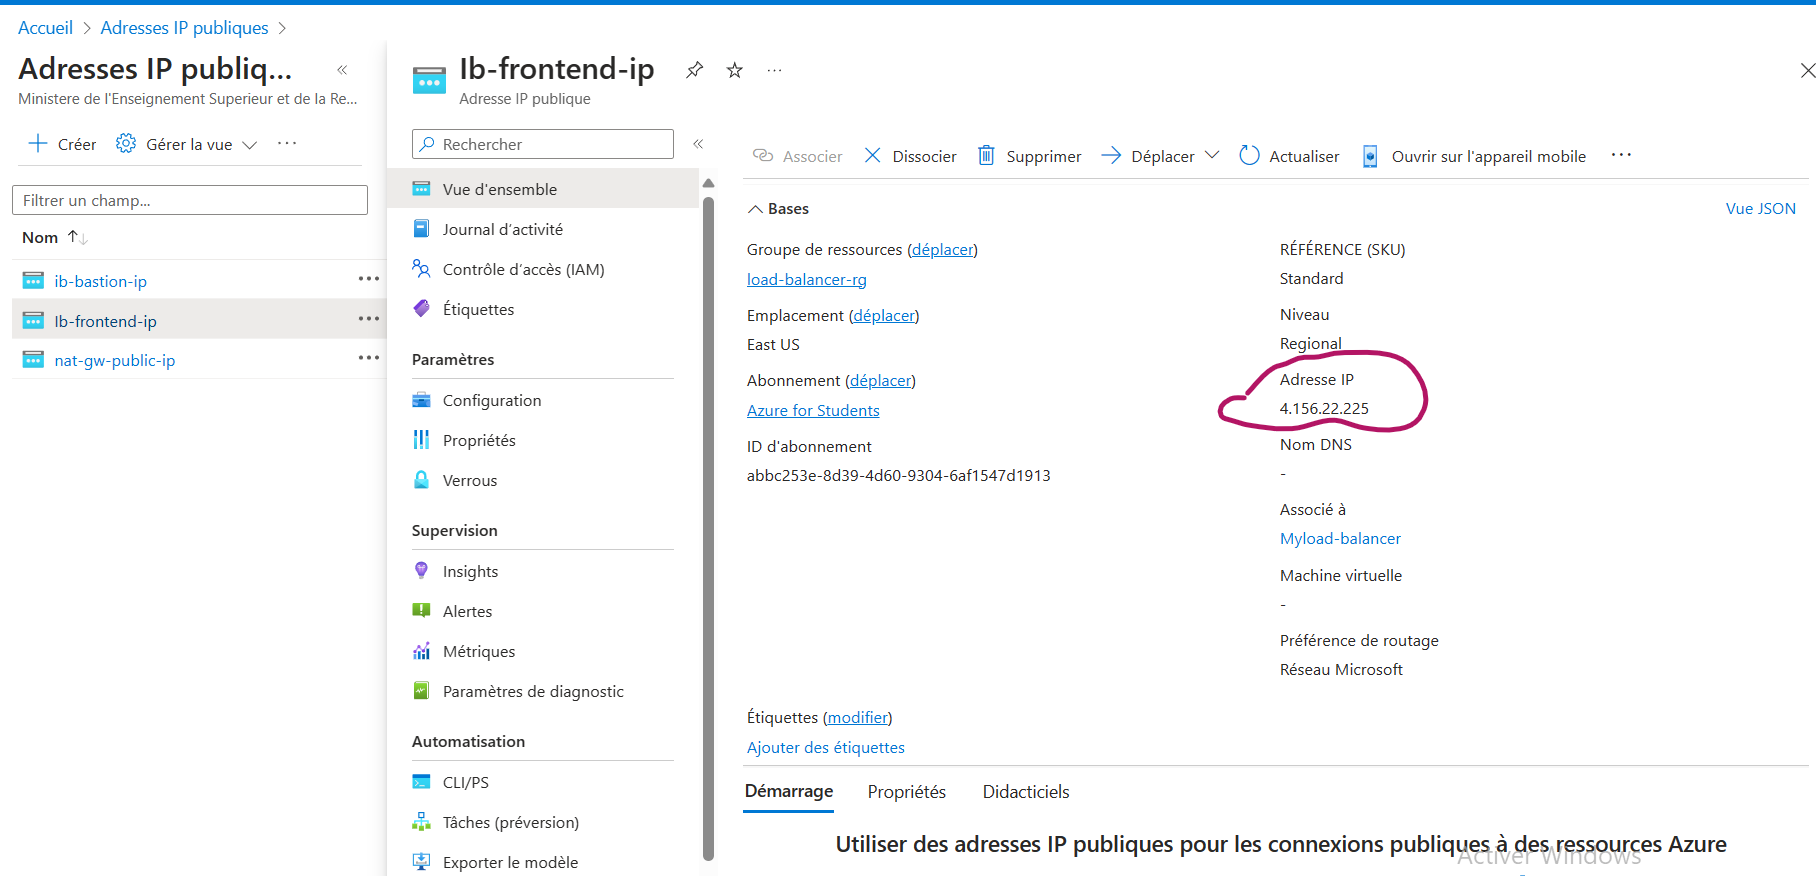 Accueil > Adresses IP publiques >
Adresses IP publiq... «
Ministere de l'Enseignement Superieur et de la Re...
+ Créer Gérer la vue ...
Filtrer un champ...
Nom ↑↓
ib-bastion-ip ...
Ib-frontend-ip ...
nat-gw-public-ip ...
Ib-frontend-ip ...
Adresse IP publique
Rechercher «
Vue d'ensemble
Journal d’activité
Contrôle d’accès (IAM)
Étiquettes
Paramètres
Configuration
Propriétés
Verrous
Supervision
Insights
Alertes
Métriques
Paramètres de diagnostic
Automatisation
CLI/PS
Tâches (préversion)
Exporter le modèle
Associer Dissocier Supprimer Déplacer Actualiser Ouvrir sur l'appareil mobile ...
Bases Vue JSON
Groupe de ressources (déplacer)
load-balancer-rg
Emplacement (déplacer)
East US
Abonnement (déplacer)
Azure for Students
ID d'abonnement
abbc253e-8d39-4d60-9304-6af1547d1913
RÉFÉRENCE (SKU)
Standard
Niveau
Regional
Adresse IP
4.156.22.225
Nom DNS
-
Associé à
Myload-balancer
Machine virtuelle
-
Préférence de routage
Réseau Microsoft
Étiquettes (modifier)
Ajouter des étiquettes
Démarrage Propriétés Didacticiels
Utiliser des adresses IP publiques pour les connexions publiques à des ressources Azure
Activer Windows